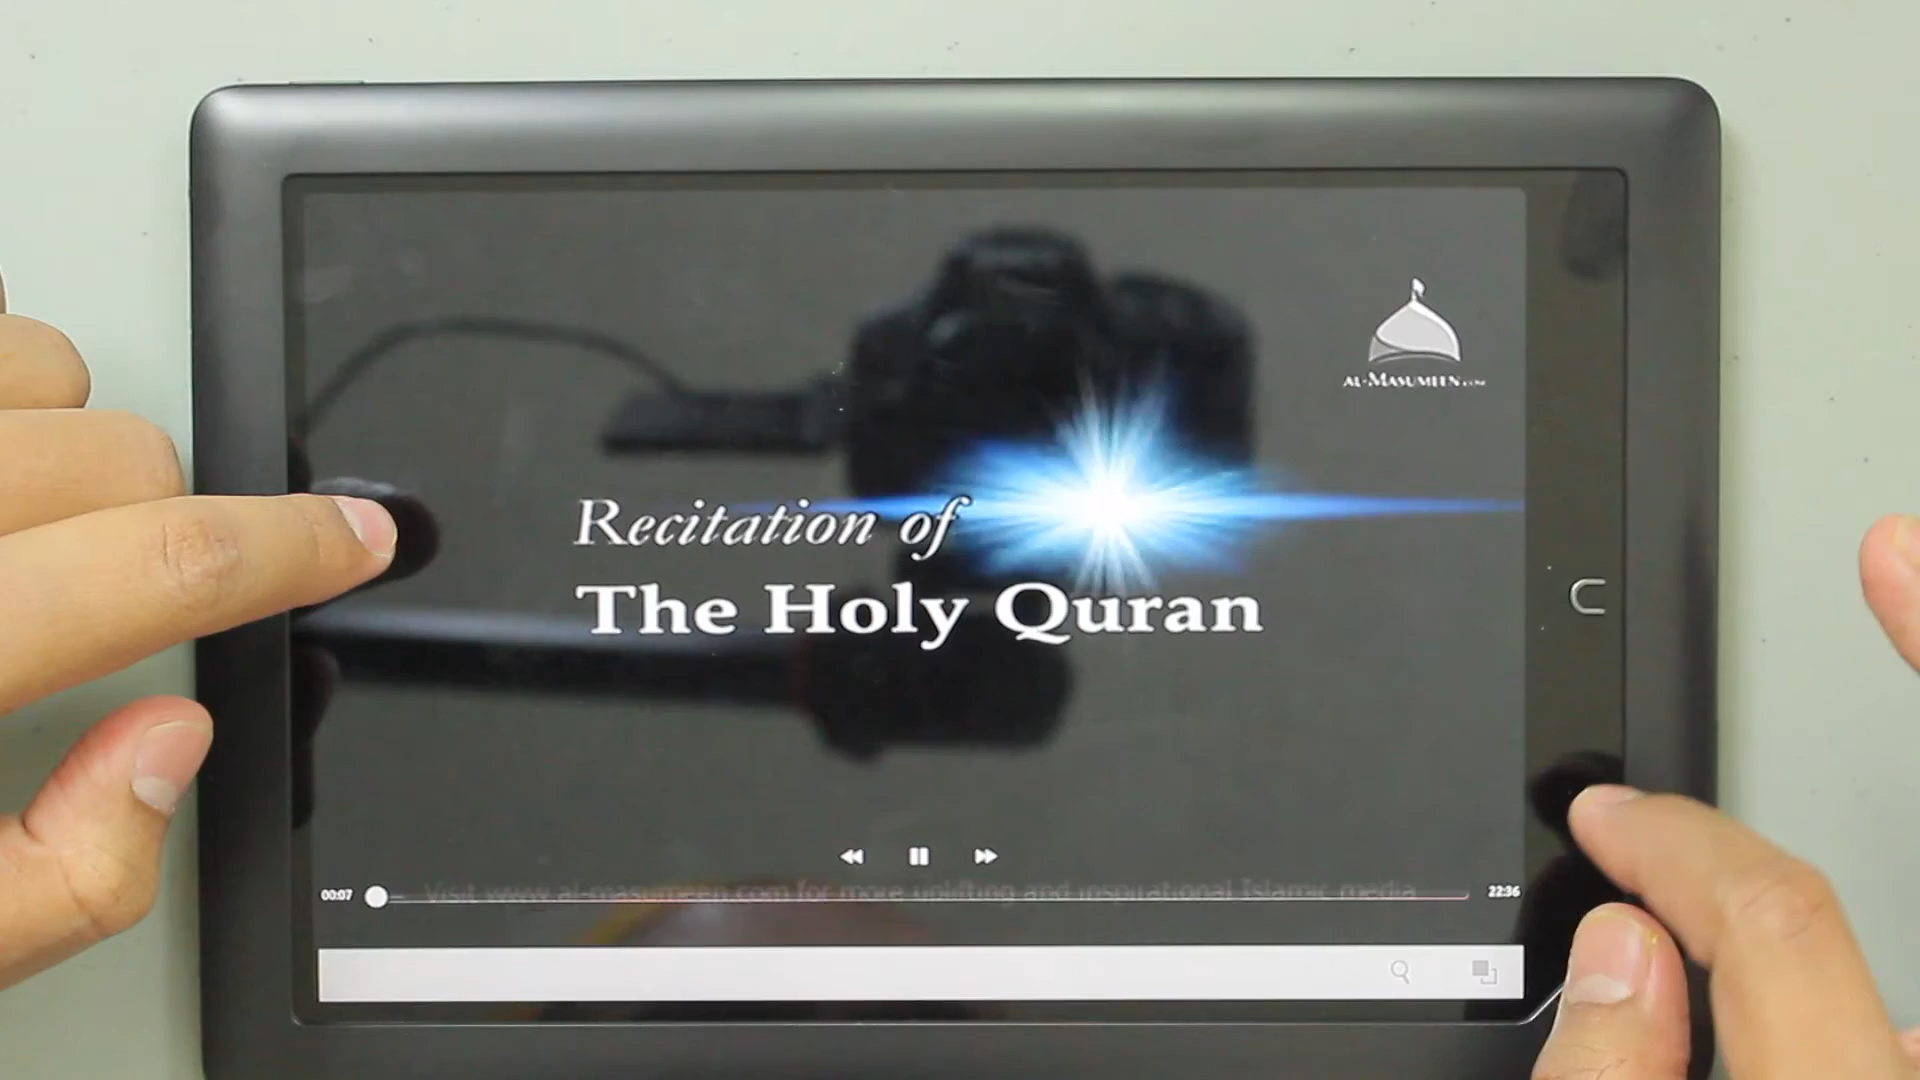 AL-MASUMEEN.COM
Recitation of
The Holy Quran
00:07
Visit www.al-masumeen.com for more uplifting and inspirational Islamic media
22:36